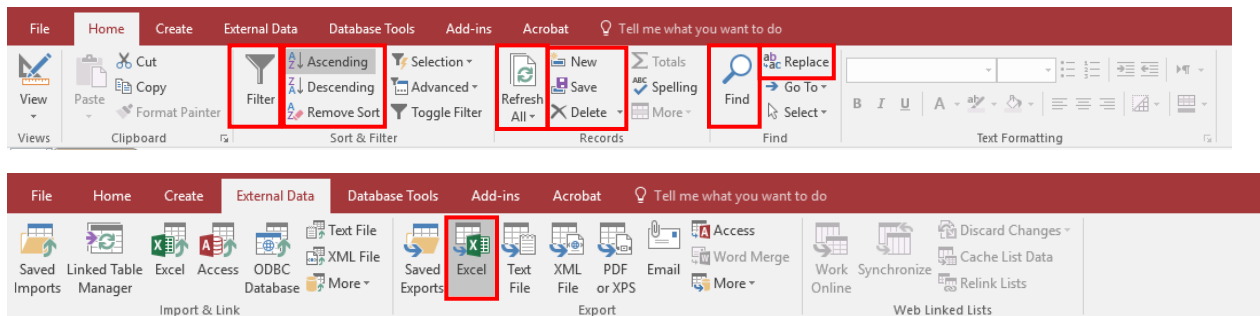 File Home Create External Data Database Tools Add-ins Acrobat Tell me what you want to do
Cut Ascending Selection New Totals Replace
Copy Descending Advanced Save Spelling Go To
View Paste Format Painter Filter Remove Sort Toggle Filter Refresh All Delete More Find Select B I U A
Views Clipboard Sort & Filter Records Find Text Formatting
File Home Create External Data Database Tools Add-ins Acrobat Tell me what you want to do
Text File Access Discard Changes
XML File Word Merge Cache List Data
Saved Imports Linked Table Manager Excel Access ODBC Database More Saved Exports Excel Text File XML File PDF or XPS Email More Work Online Synchronize Relink Lists
Import & Link Export Web Linked Lists